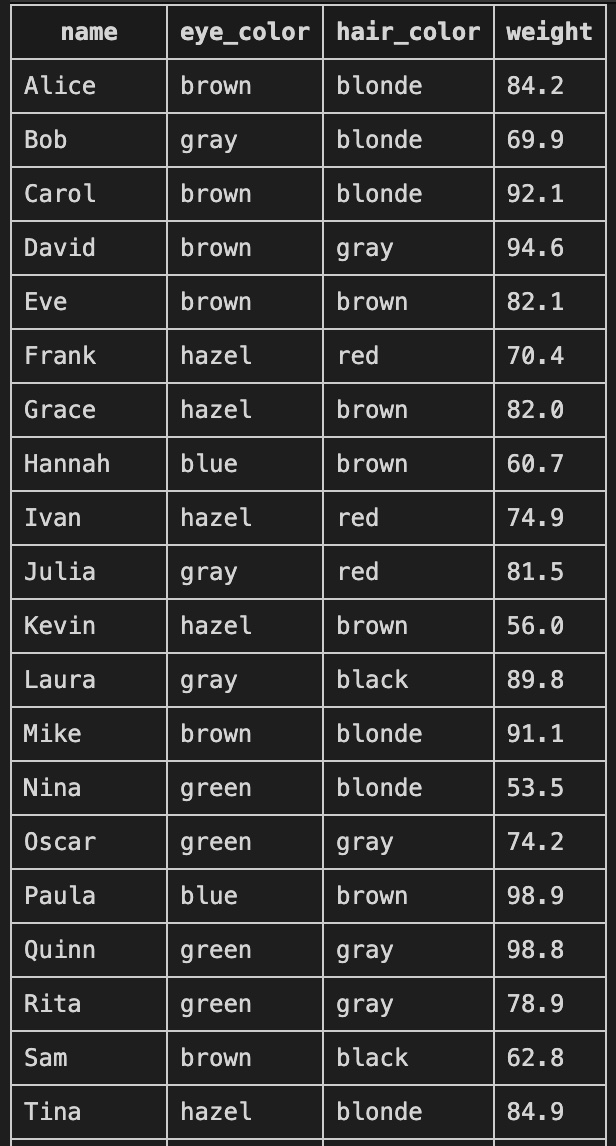 name eye_color hair_color weight
Alice brown blonde 84.2
Bob gray blonde 69.9
Carol brown blonde 92.1
David brown gray 94.6
Eve brown brown 82.1
Frank hazel red 70.4
Grace hazel brown 82.0
Hannah blue brown 60.7
Ivan hazel red 74.9
Julia gray red 81.5
Kevin hazel brown 56.0
Laura gray black 89.8
Mike brown blonde 91.1
Nina green blonde 53.5
Oscar green gray 74.2
Paula blue brown 98.9
Quinn green gray 98.8
Rita green gray 78.9
Sam brown black 62.8
Tina hazel blonde 84.9